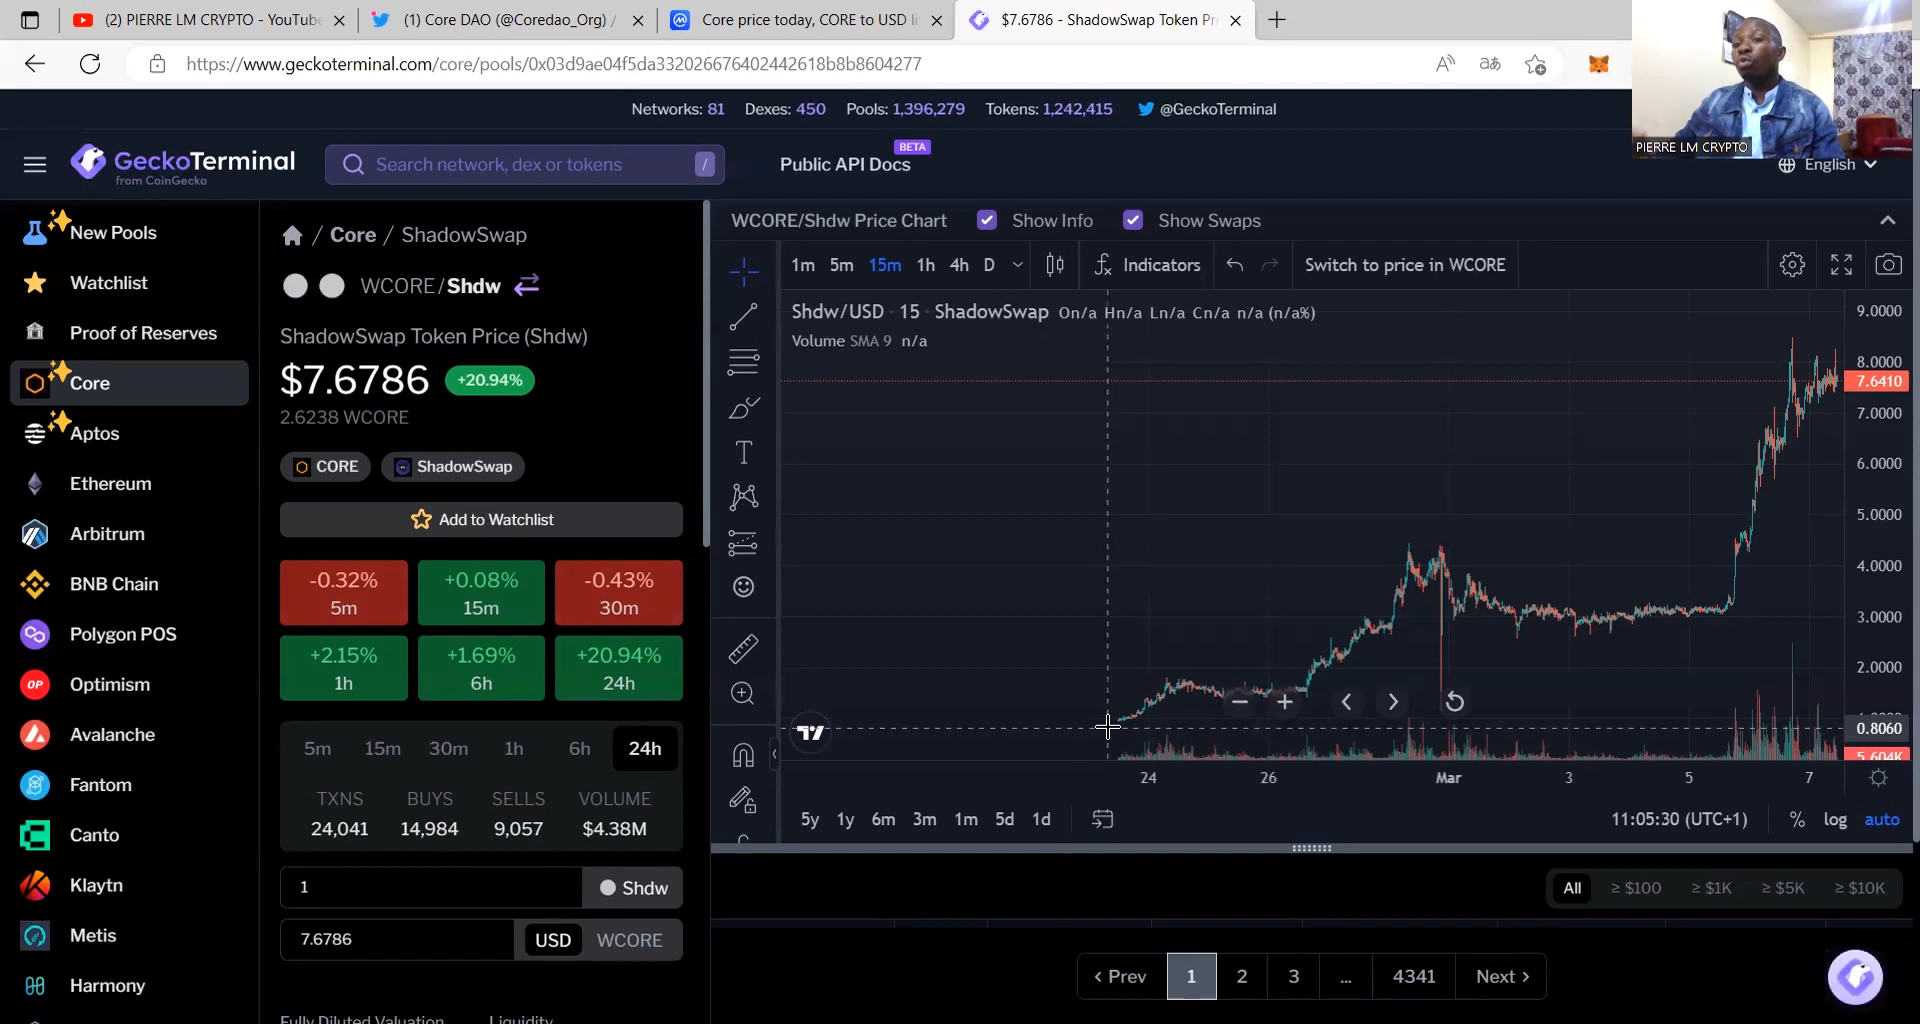 (2) PIERRE LM CRYPTO - YouTube
(1) Core DAO (@Coredao_Org) /
Core price today, CORE to USD li
$7.6786 - ShadowSwap Token Pri
https://www.geckoterminal.com/core/pools/0x03d9ae04f5da332026676402442618b8b8604277
PIERRE LM CRYPTO
Networks: 81 Dexes: 450 Pools: 1,396,279 Tokens: 1,242,415 @GeckoTerminal
GeckoTerminal
from CoinGecko
Search network, dex or tokens /
Public API Docs
BETA
English
New Pools
Watchlist
Proof of Reserves
Core
Aptos
Ethereum
Arbitrum
BNB Chain
Polygon POS
OP Optimism
Avalanche
Fantom
Canto
Klaytn
Metis
Harmony
/ Core / ShadowSwap
WCORE/Shdw
ShadowSwap Token Price (Shdw)
$7.6786 +20.94%
2.6238 WCORE
CORE ShadowSwap
Add to Watchlist
-0.32% +0.08% -0.43%
5m 15m 30m
+2.15% +1.69% +20.94%
1h 6h 24h
5m 15m 30m 1h 6h 24h
TXNS BUYS SELLS VOLUME
24,041 14,984 9,057 $4.38M
1 Shdw
7.6786 USD WCORE
Fully Diluted Valuation Liquidity
WCORE/Shdw Price Chart Show Info Show Swaps
1m 5m 15m 1h 4h D Indicators Switch to price in WCORE
Shdw/USD · 15 · ShadowSwap On/a Hn/a Ln/a Cn/a n/a (n/a%)
Volume SMA 9 n/a
9.0000
8.0000
7.6410
7.0000
6.0000
5.0000
4.0000
3.0000
2.0000
0.8060
5.604K
24 26 Mar 3 5 7
5y 1y 6m 3m 1m 5d 1d
11:05:30 (UTC+1) % log auto
All ≥ $100 ≥ $1K ≥ $5K ≥ $10K
‹ Prev 1 2 3 ... 4341 Next ›